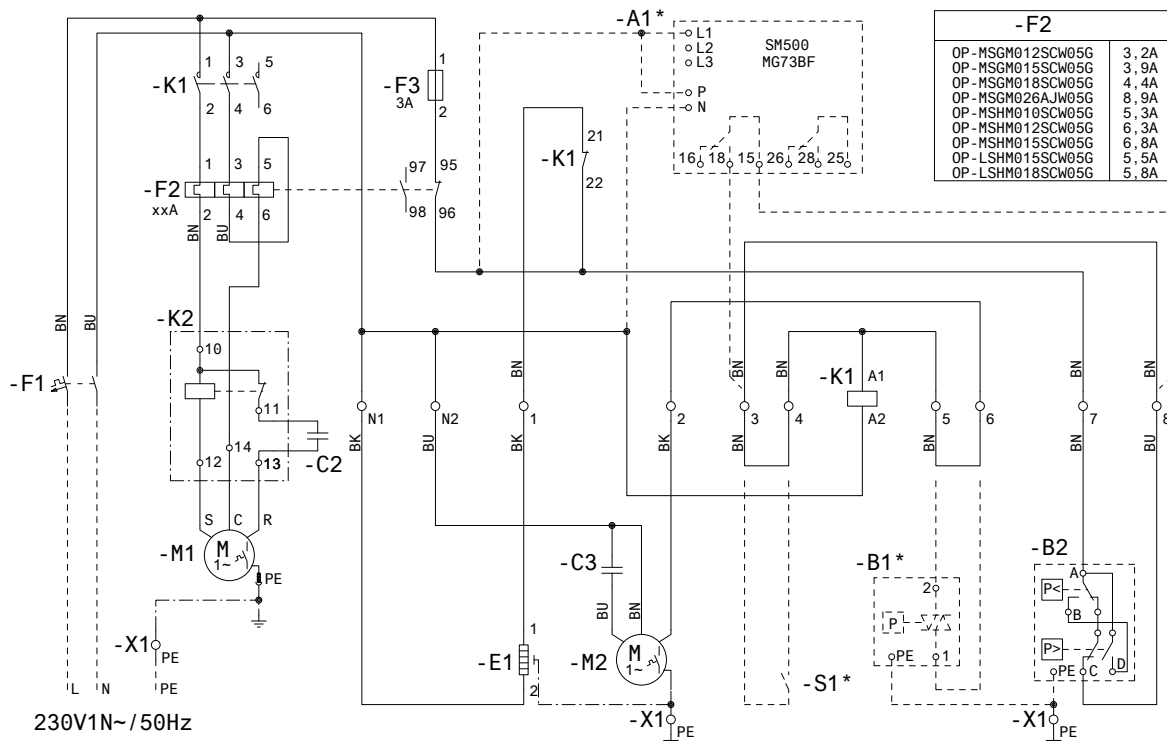 -A1*
L1
L2
L3
P
N
SM500
MG73BF
16 18 15 26 28 25
-F2
OP-MSGM012SCW05G 3,2A
OP-MSGM015SCW05G 3,9A
OP-MSGM018SCW05G 4,4A
OP-MSGM026AJW05G 8,9A
OP-MSHM010SCW05G 5,3A
OP-MSHM012SCW05G 6,3A
OP-MSHM015SCW05G 6,8A
OP-LSHM015SCW05G 5,5A
OP-LSHM018SCW05G 5,8A
1 3 5
-K1
2 4 6
1
-F3
3A
2
21
-K1
22
1 3 5
-F2
xxA
2 4 6
BN BU
97 95
98 96
BN BU
-F1
-K2
10
11
12 14 13
-C2
S C R
-M1
M
1~
PE
-X1
PE
L N PE
230V1N~/50Hz
N1
BK
N2
BU
BN
1
BK
2
BK
BN
3
BN
BN
4
-K1
A1
A2
BN
5
BN
BN
6
BN
7
BN
BN
8
BU
-C3
BU BN
1
-E1
2
-M2
M
1~
-X1
PE
-S1*
-B1*
2
P
PE 1
-B2
A
P<
B
P>
D
PE C
-X1
PE